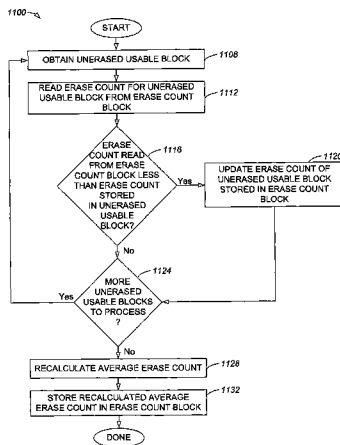 1100
START
OBTAIN UNERASED USABLE BLOCK
1108
READ ERASE COUNT FOR UNERASED
USABLE BLOCK FROM ERASE COUNT
BLOCK
1112
ERASE
COUNT READ
FROM ERASE
COUNT BLOCK LESS
THAN ERASE COUNT
STORED
IN UNERASED
USABLE
BLOCK?
1116
Yes
1120
UPDATE ERASE COUNT OF
UNERASED USABLE BLOCK
STORED IN ERASE COUNT
BLOCK
No
MORE
UNERASED
USABLE BLOCKS
TO PROCESS
?
1124
Yes
No
RECALCULATE AVERAGE ERASE COUNT
1128
STORE RECALCULATED AVERAGE
ERASE COUNT IN ERASE COUNT BLOCK
1132
DONE